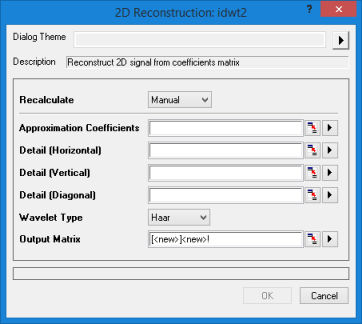 2D Reconstruction: idwt2
Dialog Theme
Description Reconstruct 2D signal from coefficients matrix
Recalculate Manual
Approximation Coefficients
Detail (Horizontal)
Detail (Vertical)
Detail (Diagonal)
Wavelet Type Haar
Output Matrix [<new>]<new>!
OK Cancel